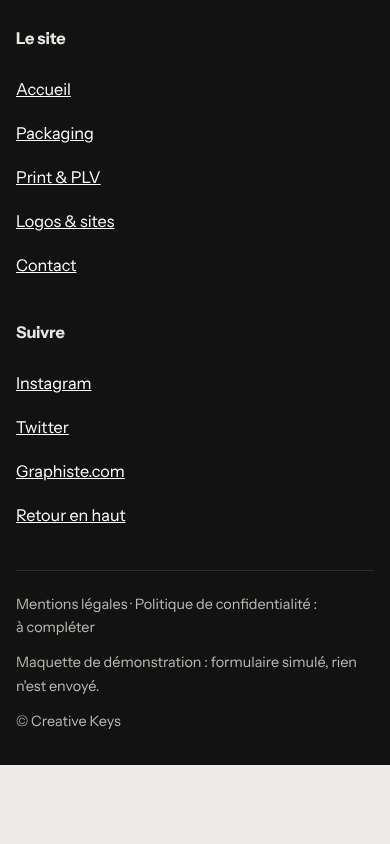 Le site
Accueil
Packaging
Print & PLV
Logos & sites
Contact
Suivre
Instagram
Twitter
Graphiste.com
Retour en haut
Mentions légales · Politique de confidentialité :
à compléter
Maquette de démonstration : formulaire simulé, rien
n'est envoyé.
© Creative Keys